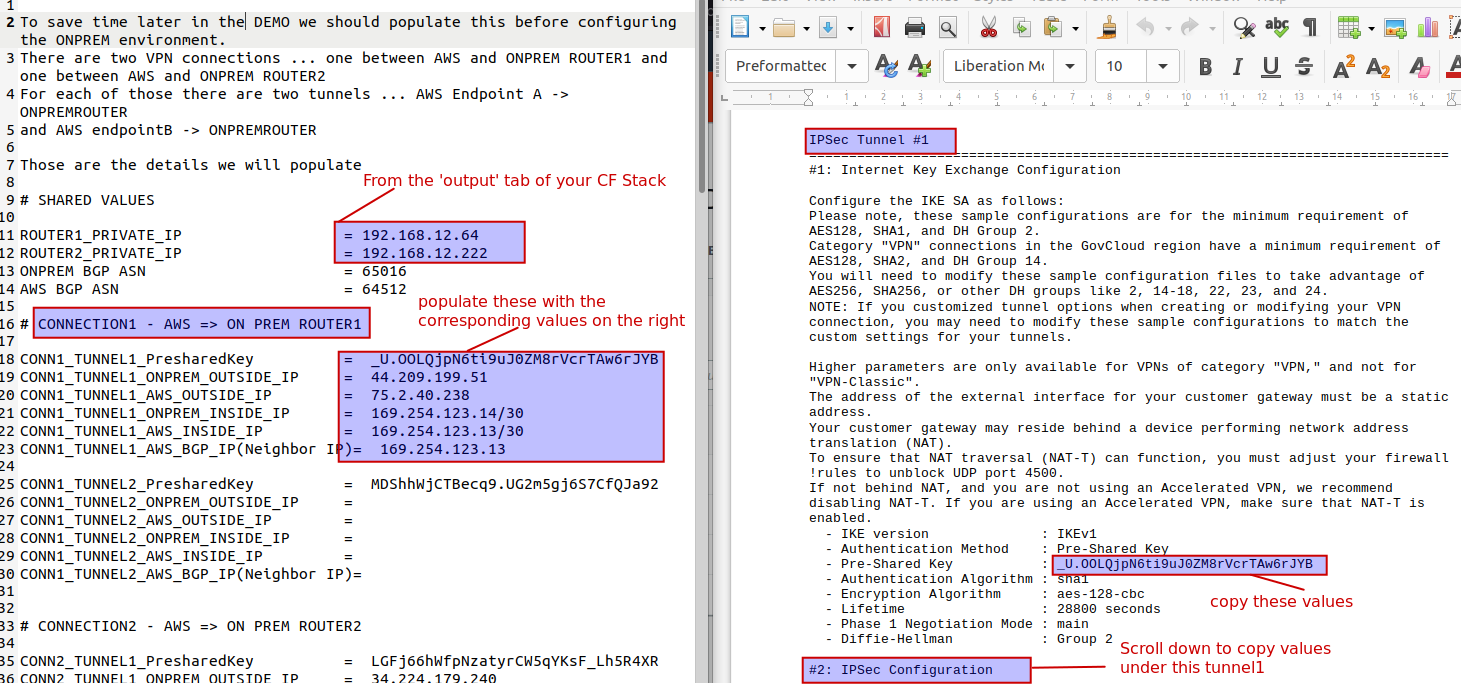 1
2 To save time later in the DEMO we should populate this before configuring
the ONPREM environment.
3 There are two VPN connections ... one between AWS and ONPREM ROUTER1 and
one between AWS and ONPREM ROUTER2
4 For each of those there are two tunnels ... AWS Endpoint A ->
ONPREMROUTER
5 and AWS endpointB -> ONPREMROUTER
6
7 Those are the details we will populate
From the 'output' tab of your CF Stack
8
9 # SHARED VALUES
10
11 ROUTER1_PRIVATE_IP = 192.168.12.64
12 ROUTER2_PRIVATE_IP = 192.168.12.222
13 ONPREM BGP ASN = 65016
14 AWS BGP ASN = 64512
populate these with the
corresponding values on the right
15
16 # CONNECTION1 - AWS => ON PREM ROUTER1
17
18 CONN1_TUNNEL1_PresharedKey = _U.OOLQjpN6ti9uJ0ZM8rVcrTAw6rJYB
19 CONN1_TUNNEL1_ONPREM_OUTSIDE_IP = 44.209.199.51
20 CONN1_TUNNEL1_AWS_OUTSIDE_IP = 75.2.40.238
21 CONN1_TUNNEL1_ONPREM_INSIDE_IP = 169.254.123.14/30
22 CONN1_TUNNEL1_AWS_INSIDE_IP = 169.254.123.13/30
23 CONN1_TUNNEL1_AWS_BGP_IP(Neighbor IP)= 169.254.123.13
24
25 CONN1_TUNNEL2_PresharedKey = MDShhWjCTBecq9.UG2m5gj6S7CfQJa92
26 CONN1_TUNNEL2_ONPREM_OUTSIDE_IP =
27 CONN1_TUNNEL2_AWS_OUTSIDE_IP =
28 CONN1_TUNNEL2_ONPREM_INSIDE_IP =
29 CONN1_TUNNEL2_AWS_INSIDE_IP =
30 CONN1_TUNNEL2_AWS_BGP_IP(Neighbor IP)=
31
32
33 # CONNECTION2 - AWS => ON PREM ROUTER2
34
35 CONN2_TUNNEL1_PresharedKey = LGFj66hWfpNzatyrCW5qYKsF_Lh5R4XR
36 CONN2_TUNNEL1_ONPREM_OUTSIDE_IP = 34.224.179.240
Preformatted Liberation Mo 10
1 1 2 3 4 5 6 7 8 9 10 11 12 13 14 15 16 17
IPSec Tunnel #1
================================================================================
#1: Internet Key Exchange Configuration
Configure the IKE SA as follows:
Please note, these sample configurations are for the minimum requirement of
AES128, SHA1, and DH Group 2.
Category "VPN" connections in the GovCloud region have a minimum requirement of
AES128, SHA2, and DH Group 14.
You will need to modify these sample configuration files to take advantage of
AES256, SHA256, or other DH groups like 2, 14-18, 22, 23, and 24.
NOTE: If you customized tunnel options when creating or modifying your VPN
connection, you may need to modify these sample configurations to match the
custom settings for your tunnels.
Higher parameters are only available for VPNs of category "VPN," and not for
"VPN-Classic".
The address of the external interface for your customer gateway must be a static
address.
Your customer gateway may reside behind a device performing network address
translation (NAT).
To ensure that NAT traversal (NAT-T) can function, you must adjust your firewall
!rules to unblock UDP port 4500.
If not behind NAT, and you are not using an Accelerated VPN, we recommend
disabling NAT-T. If you are using an Accelerated VPN, make sure that NAT-T is
enabled.
- IKE version : IKEv1
- Authentication Method : Pre-Shared Key
- Pre-Shared Key : _U.OOLQjpN6ti9uJ0ZM8rVcrTAw6rJYB
- Authentication Algorithm : sha1
- Encryption Algorithm : aes-128-cbc
copy these values
- Lifetime : 28800 seconds
- Phase 1 Negotiation Mode : main
- Diffie-Hellman : Group 2
Scroll down to copy values
under this tunnel1
#2: IPSec Configuration